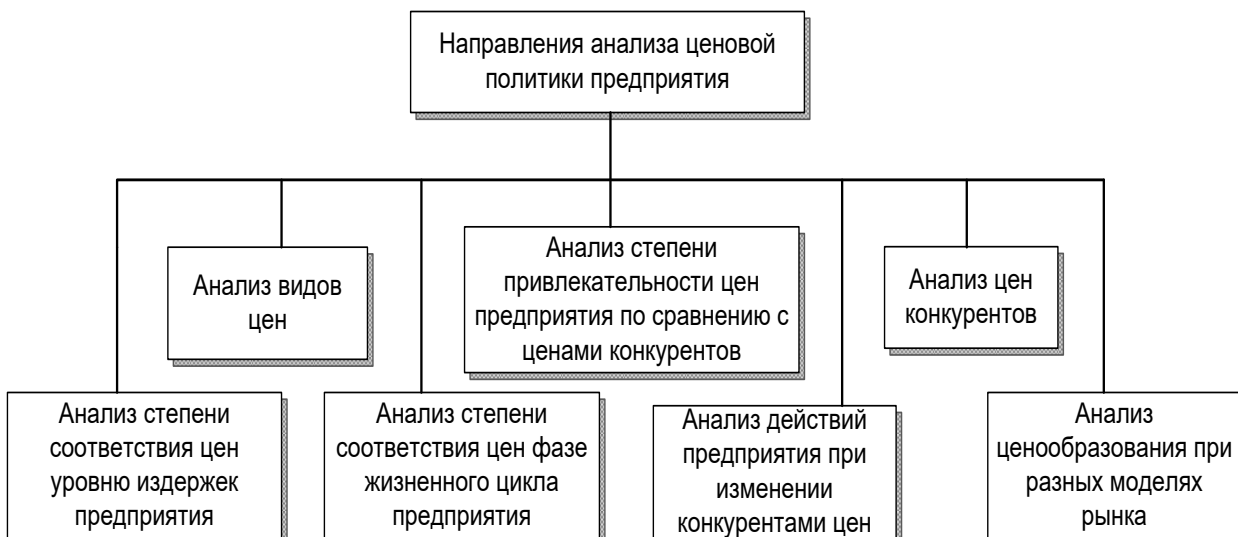 Направления анализа ценовой
политики предприятия
Анализ видов
цен
Анализ степени
привлекательности цен
предприятия по сравнению с
ценами конкурентов
Анализ цен
конкурентов
Анализ степени
соответствия цен
уровню издержек
предприятия
Анализ степени
соответствия цен фазе
жизненного цикла
предприятия
Анализ действий
предприятия при
изменении
конкурентами цен
Анализ
ценообразования при
разных моделях
рынка